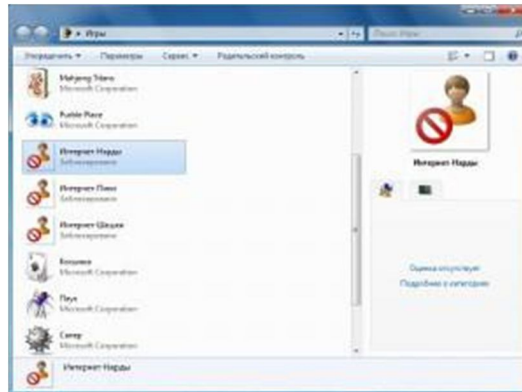 Игры
Поиск: Игры
Упорядочить
Параметры
Сервис
Родительский контроль
Mahjong Titans
Microsoft Corporation
Purble Place
Microsoft Corporation
Интернет-Нарды
Заблокировано
Интернет-Пики
Заблокировано
Интернет-Шашки
Заблокировано
Косынка
Microsoft Corporation
Паук
Microsoft Corporation
Сапер
Microsoft Corporation
Интернет-Нарды
Оценка отсутствует
Подробнее о категориях
Интернет-Нарды